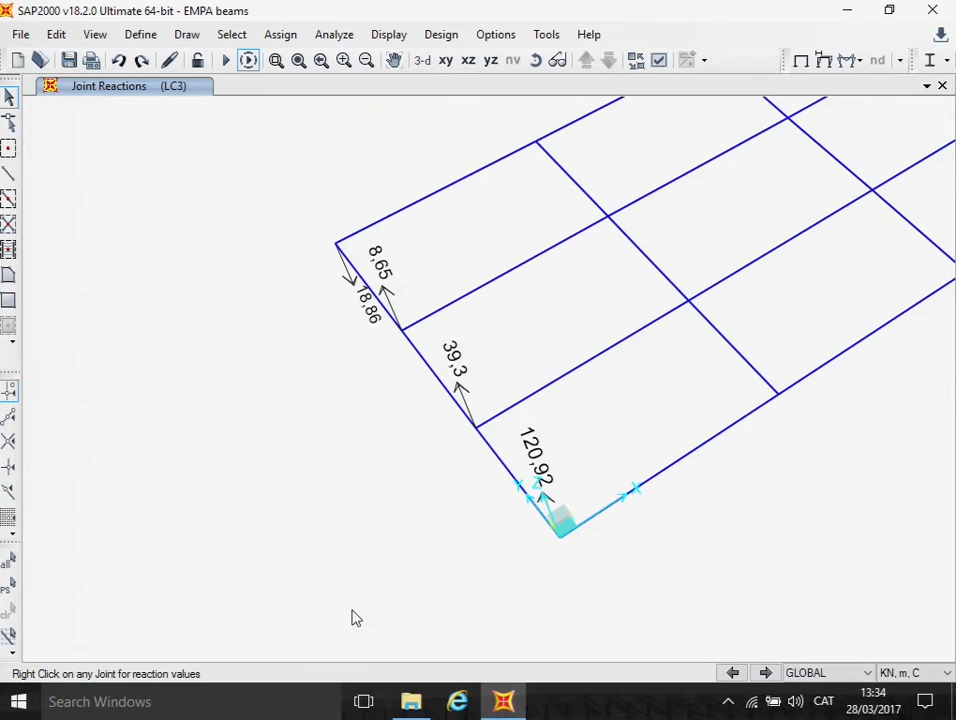 SAP2000 v18.2.0 Ultimate 64-bit - EMPA beams
File Edit View Define Draw Select Assign Analyze Display Design Options Tools Help
3-d xy xz yz nv nd
Joint Reactions (LC3)
8,65
18,86
39,3
120,92
Z
Y
X
all
PS
clr
Right Click on any Joint for reaction values
GLOBAL
KN, m, C
Search Windows
CAT
13:34
28/03/2017